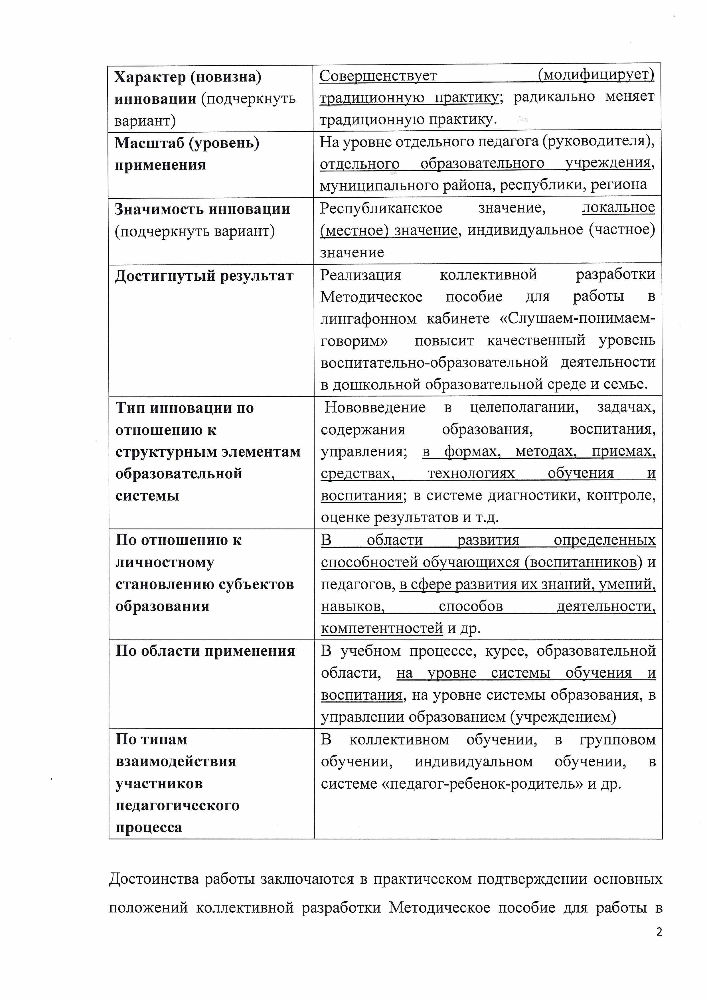 Характер (новизна)
инновации (подчеркнуть
вариант)
Совершенствует (модифицирует)
традиционную практику; радикально меняет
традиционную практику.
Масштаб (уровень)
применения
На уровне отдельного педагога (руководителя),
отдельного образовательного учреждения,
муниципального района, республики, региона
Значимость инновации
(подчеркнуть вариант)
Республиканское значение, локальное
(местное) значение, индивидуальное (частное)
значение
Достигнутый результат
Реализация коллективной разработки
Методическое пособие для работы в
лингафонном кабинете «Слушаем-понимаем-
говорим» повысит качественный уровень
воспитательно-образовательной деятельности
в дошкольной образовательной среде и семье.
Тип инновации по
отношению к
структурным элементам
образовательной
системы
Нововведение в целеполагании, задачах,
содержания образования, воспитания,
управления; в формах, методах, приемах,
средствах, технологиях обучения и
воспитания; в системе диагностики, контроле,
оценке результатов и т.д.
По отношению к
личностному
становлению субъектов
образования
В области развития определенных
способностей обучающихся (воспитанников) и
педагогов, в сфере развития их знаний, умений,
навыков, способов деятельности,
компетентностей и др.
По области применения
В учебном процессе, курсе, образовательной
области, на уровне системы обучения и
воспитания, на уровне системы образования, в
управлении образованием (учреждением)
По типам
взаимодействия
участников
педагогического
процесса
В коллективном обучении, в групповом
обучении, индивидуальном обучении, в
системе «педагог-ребенок-родитель» и др.
Достоинства работы заключаются в практическом подтверждении основных
положений коллективной разработки Методическое пособие для работы в
2